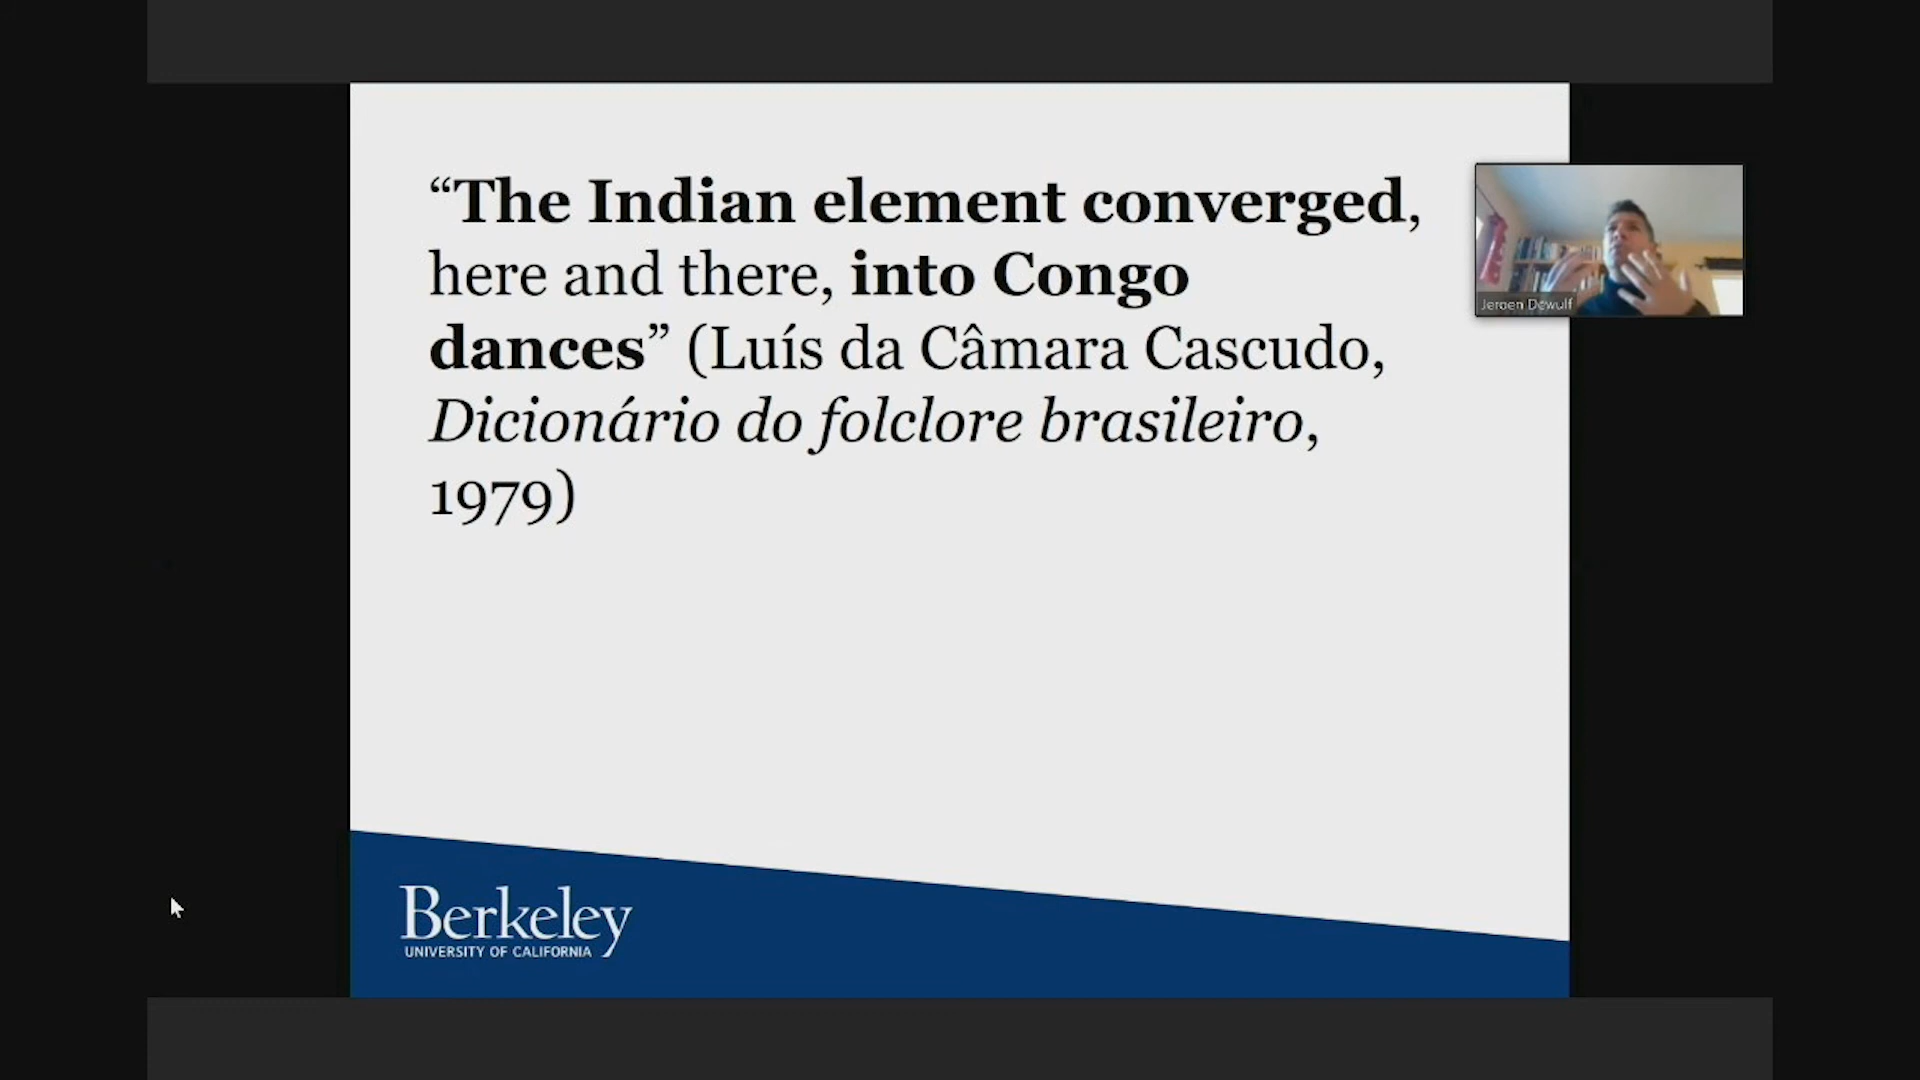 “The Indian element converged,
here and there, into Congo
dances” (Luís da Câmara Cascudo,
Dicionário do folclore brasileiro,
1979)
Jeroen Dewulf
Berkeley
UNIVERSITY OF CALIFORNIA